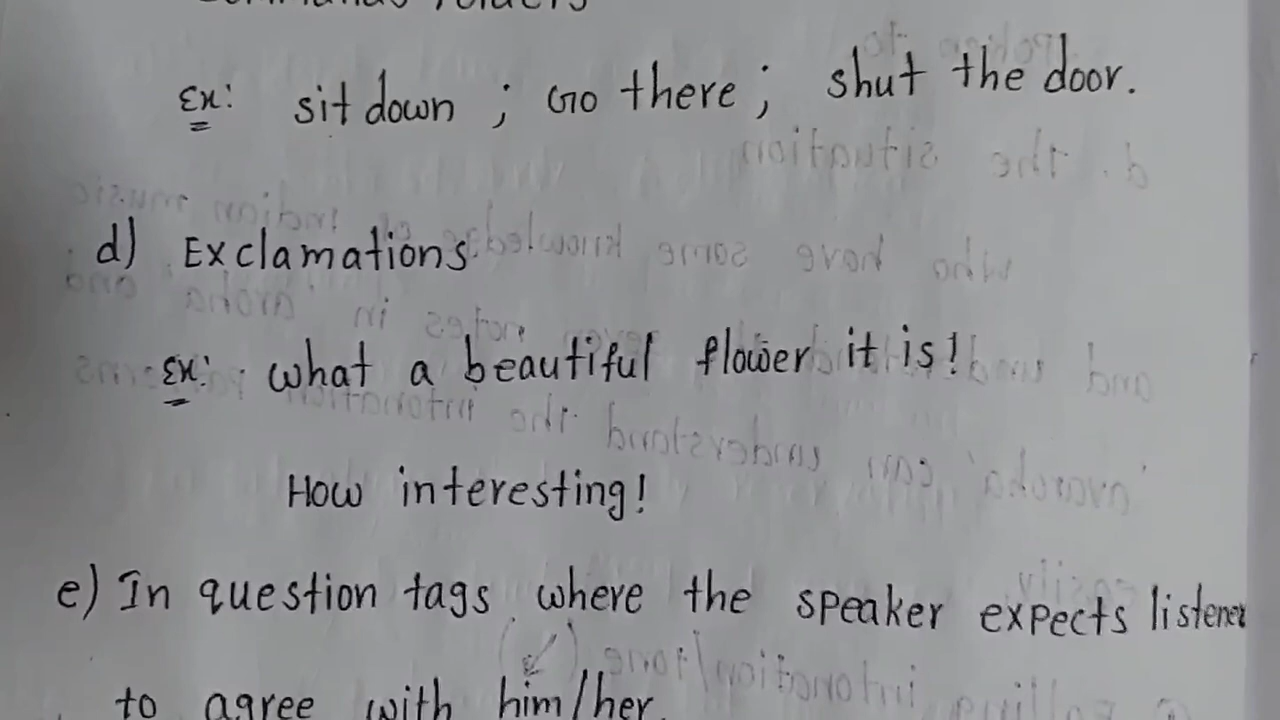 Ex: sit down ; Go there ; shut the door.
d) Exclamations
Ex: what a beautiful flower it is!
How interesting!
e) In question tags where the speaker expects listener
to agree with him/her.